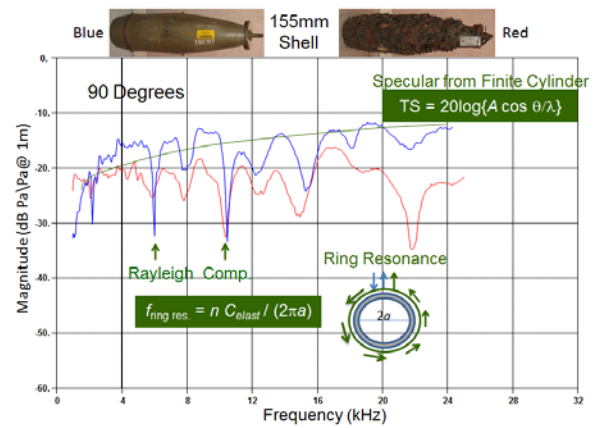 Blue
155mm
Shell
Red
90 Degrees
Specular from Finite Cylinder
TS = 20log{A cos θ/λ}
Rayleigh Comp.
Ring Resonance
f ring res. = n C elast / (2πa)
2a
Magnitude (dB Pa)\Pa@ 1m)
0.
-10.
-20.
-30.
-40.
-50.
-60.
0 4 8 12 16 20 24 28 32
Frequency (kHz)